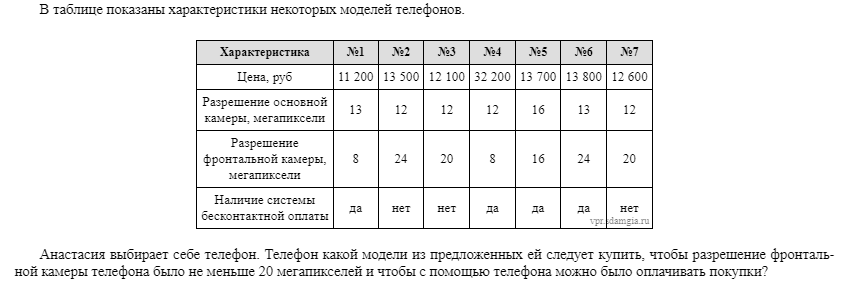 В таблице показаны характеристики некоторых моделей телефонов.
Характеристика №1 №2 №3 №4 №5 №6 №7
Цена, руб 11 200 13 500 12 100 32 200 13 700 13 800 12 600
Разрешение основной
камеры, мегапиксели 13 12 12 12 16 13 12
Разрешение
фронтальной камеры,
мегапиксели 8 24 20 8 16 24 20
Наличие системы
бесконтактной оплаты да нет нет да да да нет
vpr.sdamgia.ru
Анастасия выбирает себе телефон. Телефон какой модели из предложенных ей следует купить, чтобы разрешение фронталь-
ной камеры телефона было не меньше 20 мегапикселей и чтобы с помощью телефона можно было оплачивать покупки?